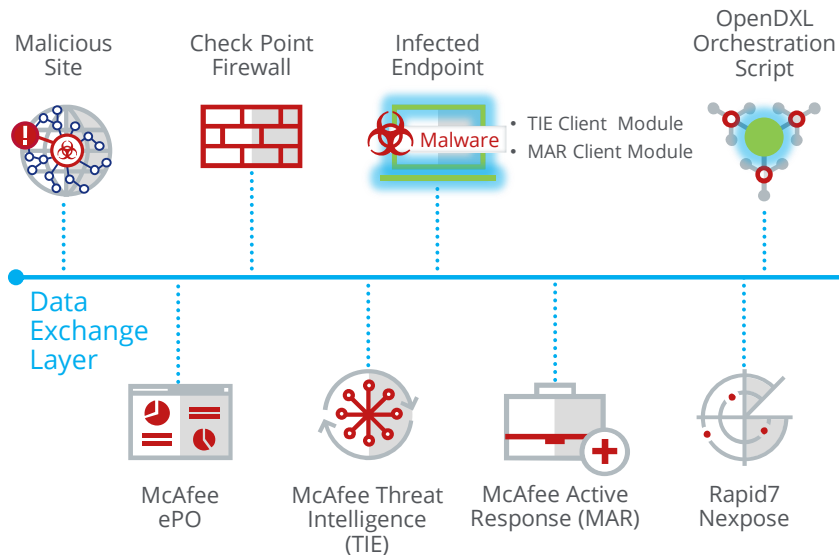 Malicious
Site
Check Point
Firewall
Infected
Endpoint
OpenDXL
Orchestration
Script
!
Malware
• TIE Client Module
• MAR Client Module
Data
Exchange
Layer
McAfee
ePO
McAfee Threat
Intelligence
(TIE)
McAfee Active
Response (MAR)
Rapid7
Nexpose